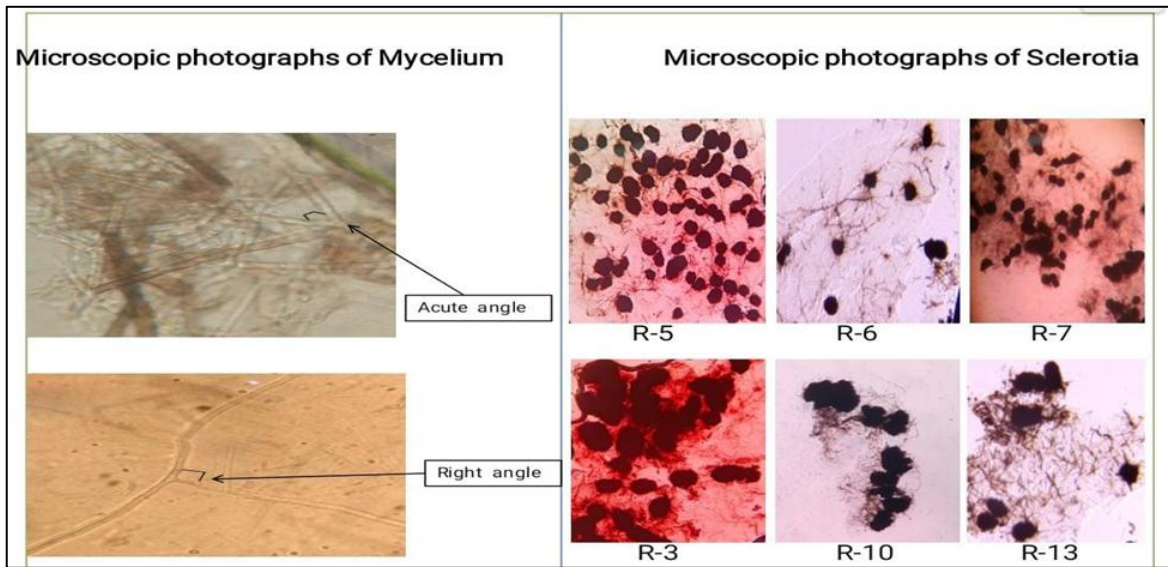 Microscopic photographs of Mycelium
Acute angle
Right angle
Microscopic photographs of Sclerotia
R-5 R-6 R-7
R-3 R-10 R-13